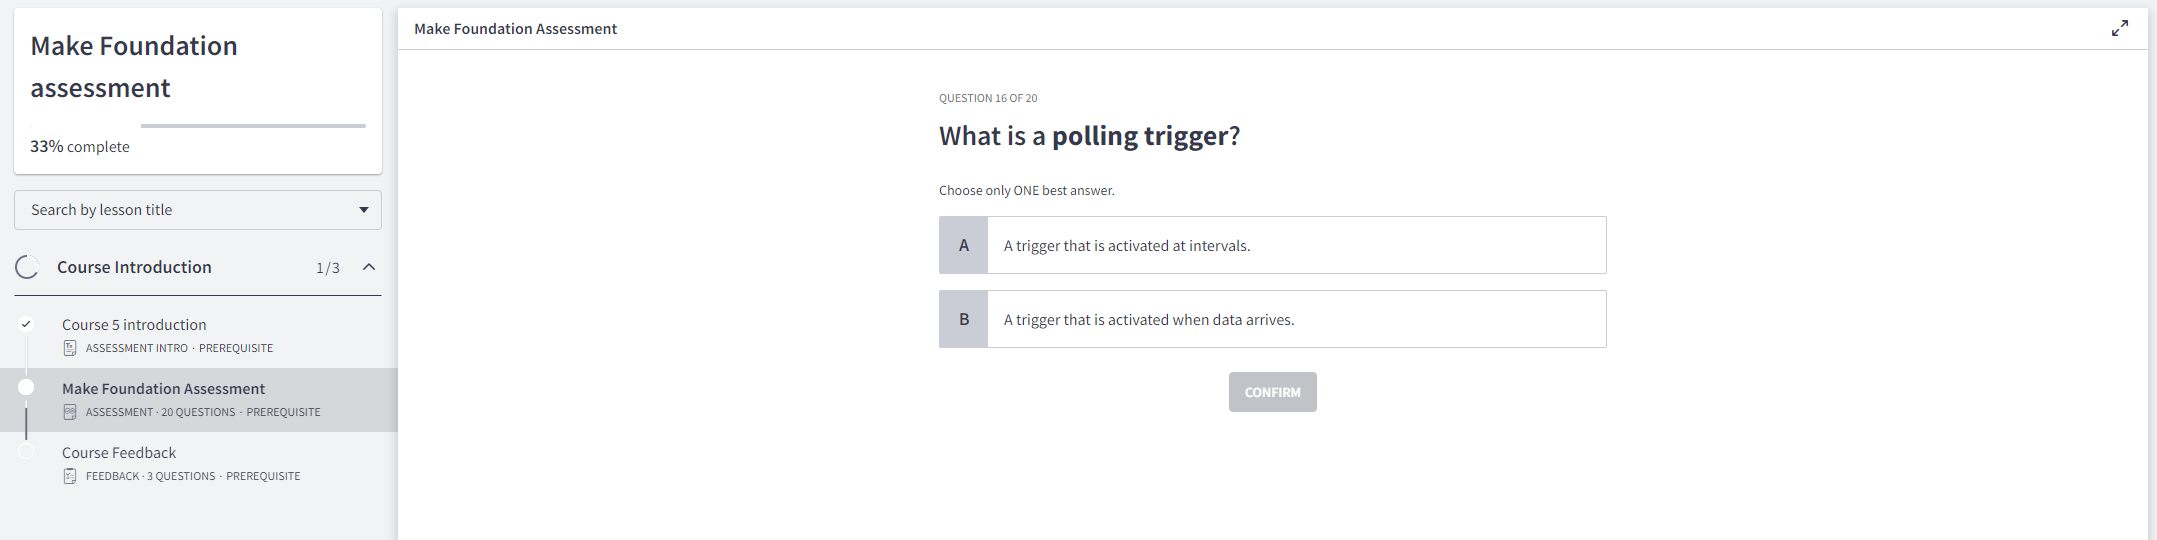 Make Foundation
assessment
33% complete
Search by lesson title
Course Introduction 1/3
Course 5 introduction
ASSESSMENT INTRO · PREREQUISITE
Make Foundation Assessment
ASSESSMENT · 20 QUESTIONS · PREREQUISITE
Course Feedback
FEEDBACK · 3 QUESTIONS · PREREQUISITE
Make Foundation Assessment
QUESTION 16 OF 20
What is a polling trigger?
Choose only ONE best answer.
A A trigger that is activated at intervals.
B A trigger that is activated when data arrives.
CONFIRM